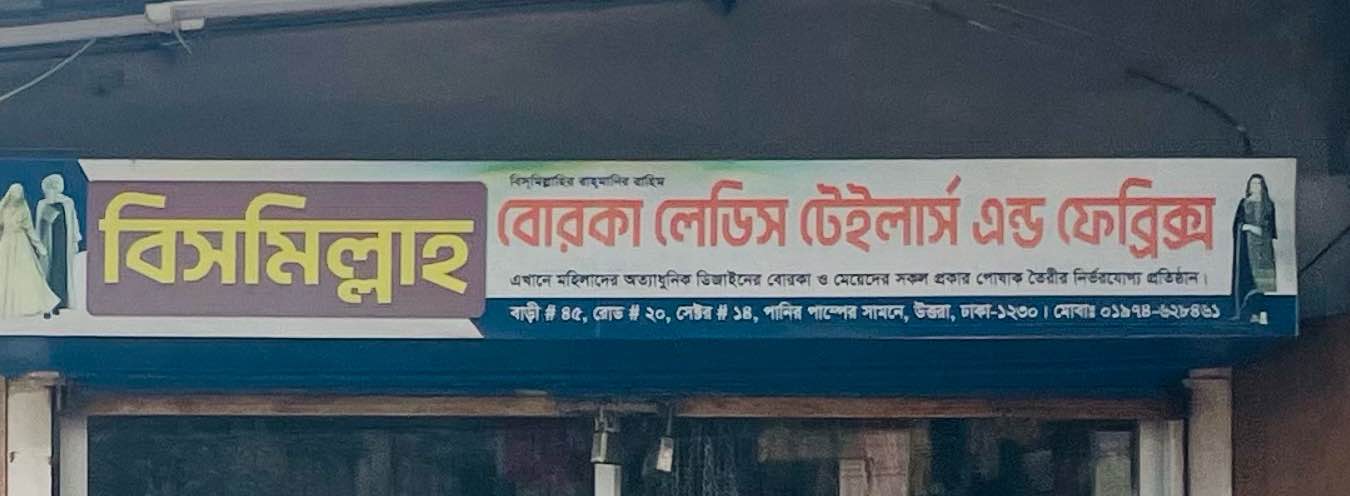 বিসমিল্লাহির রাহমানির রাহিম
বিসমিল্লাহ
বোরকা লেডিস টেইলার্স এন্ড ফেব্রিক্স
এখানে মহিলাদের অত্যাধুনিক ডিজাইনের বোরকা ও মেয়েদের সকল প্রকার পোষাক তৈরীর নির্ভরযোগ্য প্রতিষ্ঠান।
বাড়ী # ৪৫, রোড # ২০, সেক্টর # ১৪, পানির পাম্পের সামনে, উত্তরা, ঢাকা-১২৩০। মোবাঃ ০১৯৭৪-৬২৮৪৬১